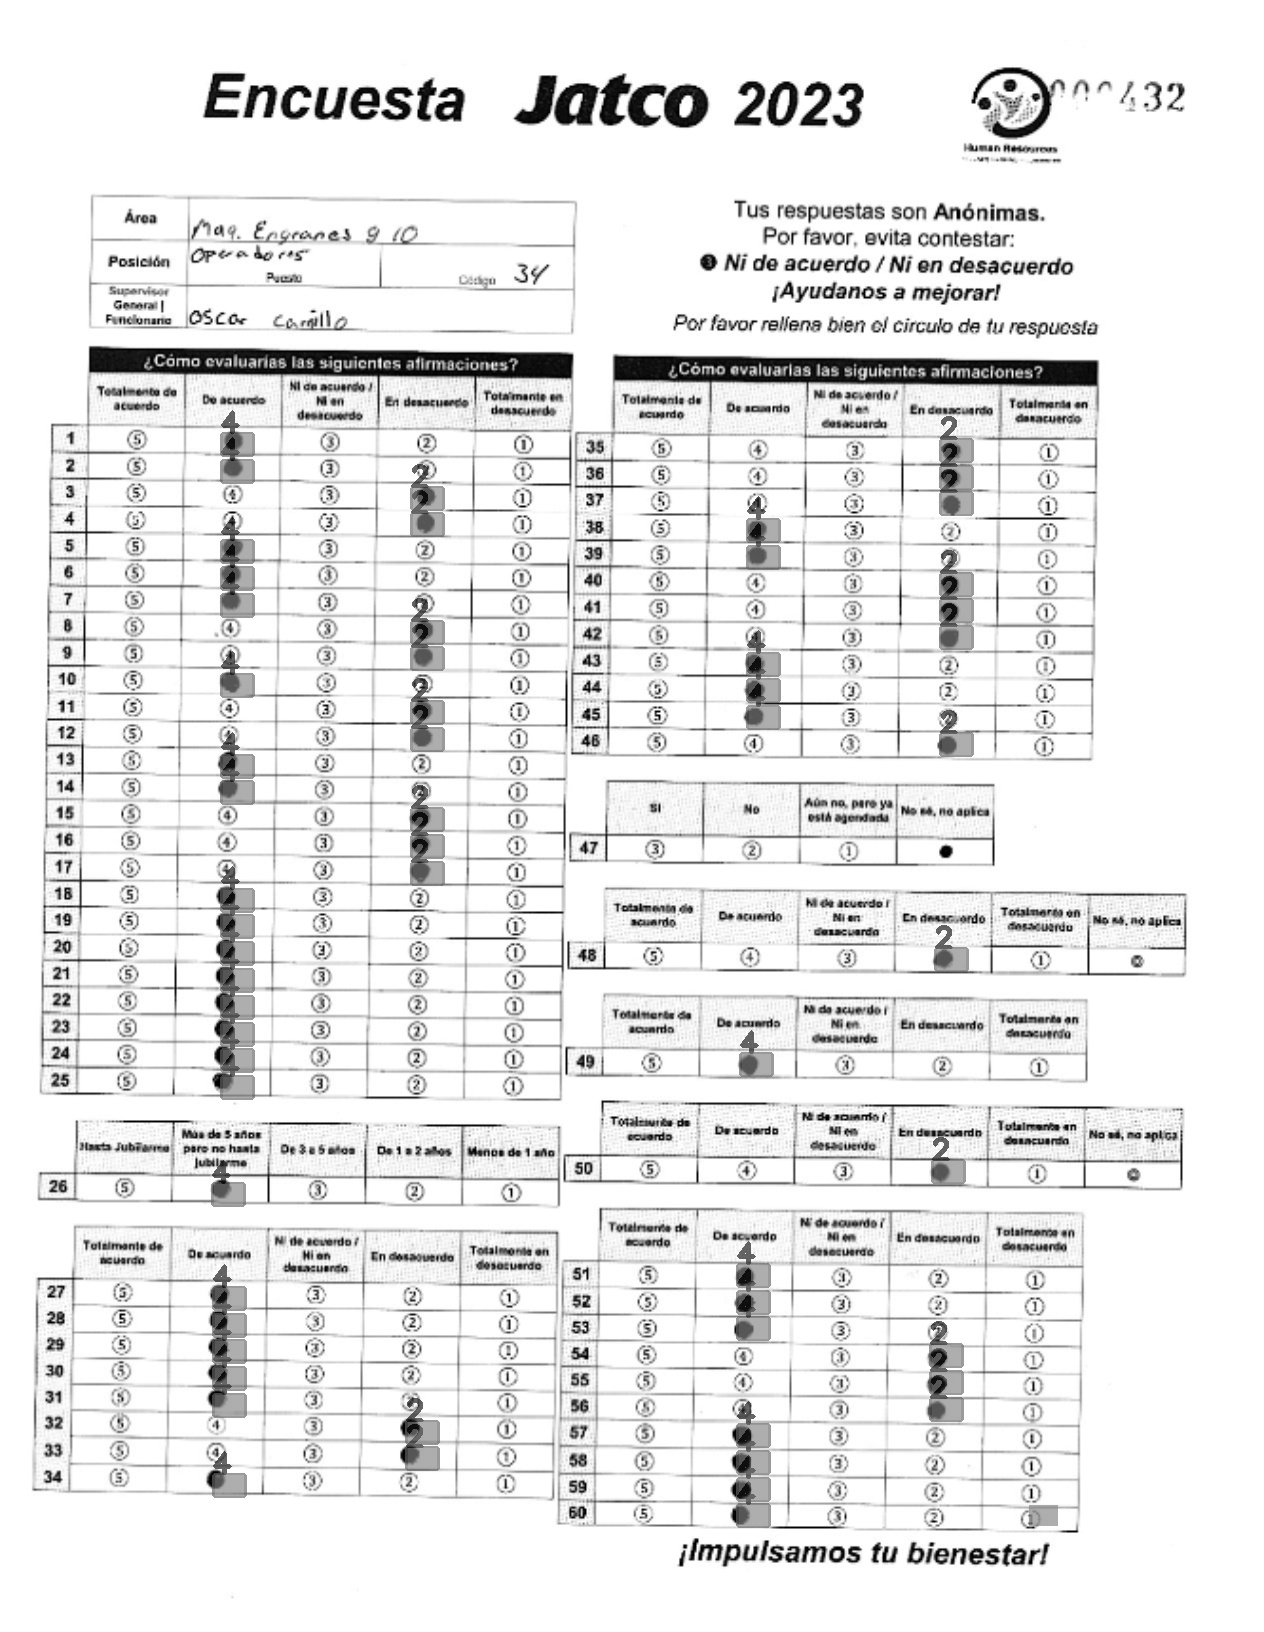 Encuesta Jatco 2023
432
Human Resources
Área Maq. Engranes 9 10
Posición Operadores
Puesto Código 34
Supervisor General | Funcionario Oscar Carrillo
Tus respuestas son Anónimas.
Por favor, evita contestar:
❸ Ni de acuerdo / Ni en desacuerdo
¡Ayudanos a mejorar!
Por favor rellena bien el circulo de tu respuesta
¿Cómo evaluarías las siguientes afirmaciones?
Totalmente de acuerdo De acuerdo Ni de acuerdo / Ni en desacuerdo En desacuerdo Totalmente en desacuerdo
1 5 4 3 2 1
2 5 3 2 1
3 5 4 3 2 1
4 5 4 3 1
5 5 4 3 2 1
6 5 4 3 2 1
7 5 3 2 1
8 5 4 3 2 1
9 5 4 3 1
10 5 3 2 1
11 5 4 3 2 1
12 5 4 3 1
13 5 4 3 2 1
14 5 3 2 1
15 5 4 3 2 1
16 5 4 3 2 1
17 5 4 3 1
18 5 4 3 2 1
19 5 4 3 2 1
20 5 4 3 2 1
21 5 4 3 2 1
22 5 4 3 2 1
23 5 4 3 2 1
24 5 4 3 2 1
25 5 4 3 2 1
Hasta Jubilarme Más de 5 años pero no hasta jubilarme De 3 a 5 años De 1 a 2 años Menos de 1 año
26 5 4 3 2 1
Totalmente de acuerdo De acuerdo Ni de acuerdo / Ni en desacuerdo En desacuerdo Totalmente en desacuerdo
27 5 4 3 2 1
28 5 4 3 2 1
29 5 4 3 2 1
30 5 4 3 2 1
31 5 3 2 1
32 5 4 3 2 1
33 5 4 3 1
34 5 4 3 2 1
¿Cómo evaluarías las siguientes afirmaciones?
Totalmente de acuerdo De acuerdo Ni de acuerdo / Ni en desacuerdo En desacuerdo Totalmente en desacuerdo
35 5 4 3 2 1
36 5 4 3 2 1
37 5 4 3 1
38 5 4 3 2 1
39 5 3 2 1
40 5 4 3 2 1
41 5 4 3 2 1
42 5 4 3 1
43 5 4 3 2 1
44 5 4 3 2 1
45 5 3 2 1
46 5 4 3 2 1
Si No Aún no, pero ya está agendada No sé, no aplica
47 3 2 1
Totalmente de acuerdo De acuerdo Ni de acuerdo / Ni en desacuerdo En desacuerdo Totalmente en desacuerdo No sé, no aplica
48 5 4 3 2 1 0
Totalmente de acuerdo De acuerdo Ni de acuerdo / Ni en desacuerdo En desacuerdo Totalmente en desacuerdo
49 5 4 3 2 1
Totalmente de acuerdo De acuerdo Ni de acuerdo / Ni en desacuerdo En desacuerdo Totalmente en desacuerdo No sé, no aplica
50 5 4 3 2 1 0
Totalmente de acuerdo De acuerdo Ni de acuerdo / Ni en desacuerdo En desacuerdo Totalmente en desacuerdo
51 5 4 3 2 1
52 5 4 3 2 1
53 5 3 2 1
54 5 4 3 2 1
55 5 4 3 2 1
56 5 4 3 1
57 5 4 3 2 1
58 5 4 3 2 1
59 5 4 3 2 1
60 5 3 2 1
¡Impulsamos tu bienestar!